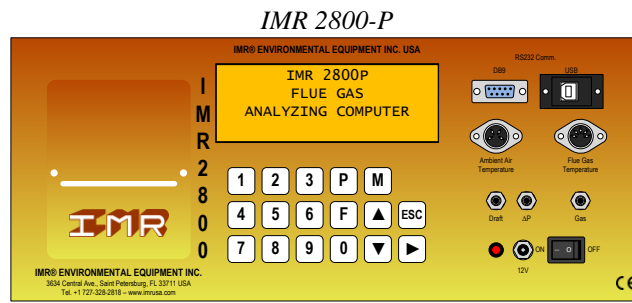 IMR 2800-P
IMR® ENVIRONMENTAL EQUIPMENT INC. USA
RS232 Comm.
DB9 USB
IMR 2800P
FLUE GAS
ANALYZING COMPUTER
I
M
R
2
8
0
0
Ambient Air
Temperature
Flue Gas
Temperature
1 2 3 P M
4 5 6 F ▲ ESC
7 8 9 0 ▼ ►
Draft ΔP Gas
ON - O OFF
12V
IMR
IMR® ENVIRONMENTAL EQUIPMENT INC.
3634 Central Ave., Saint Petersburg, FL 33711 USA
Tel. +1 727-328-2818 – www.imrusa.com
CE